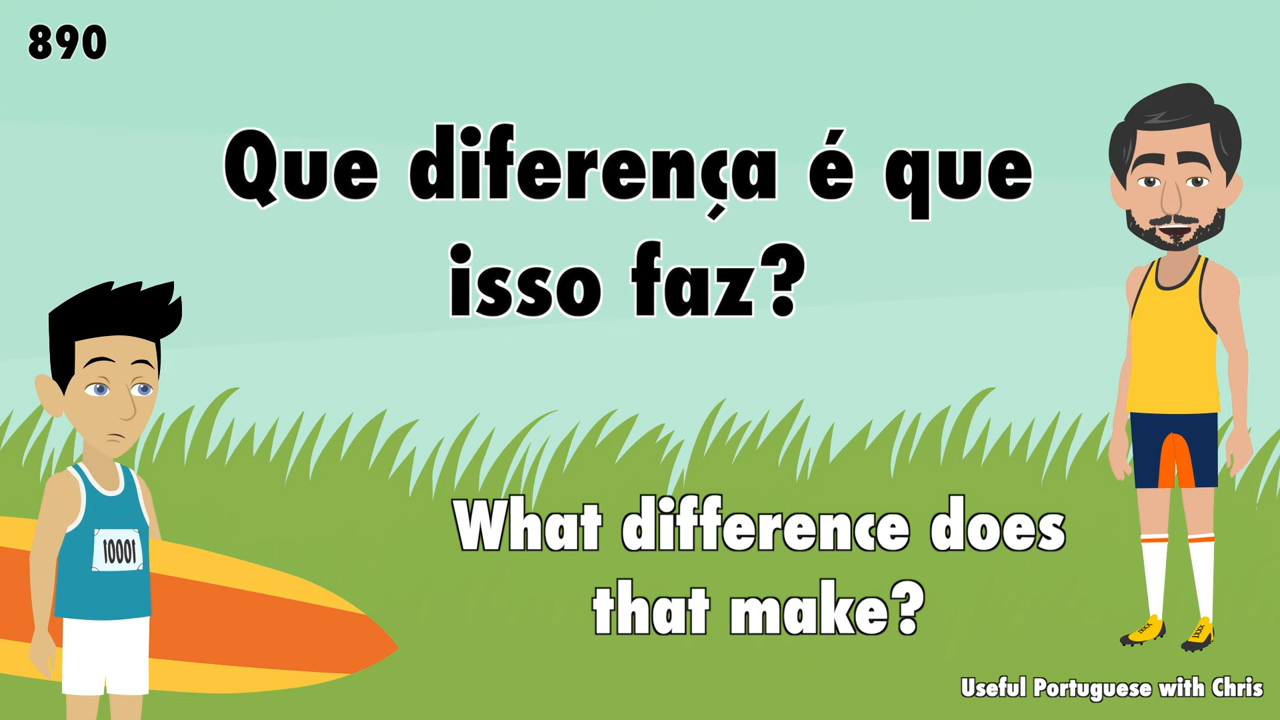 890
Que diferença é que
isso faz?
10001
What difference does
that make?
Useful Portuguese with Chris